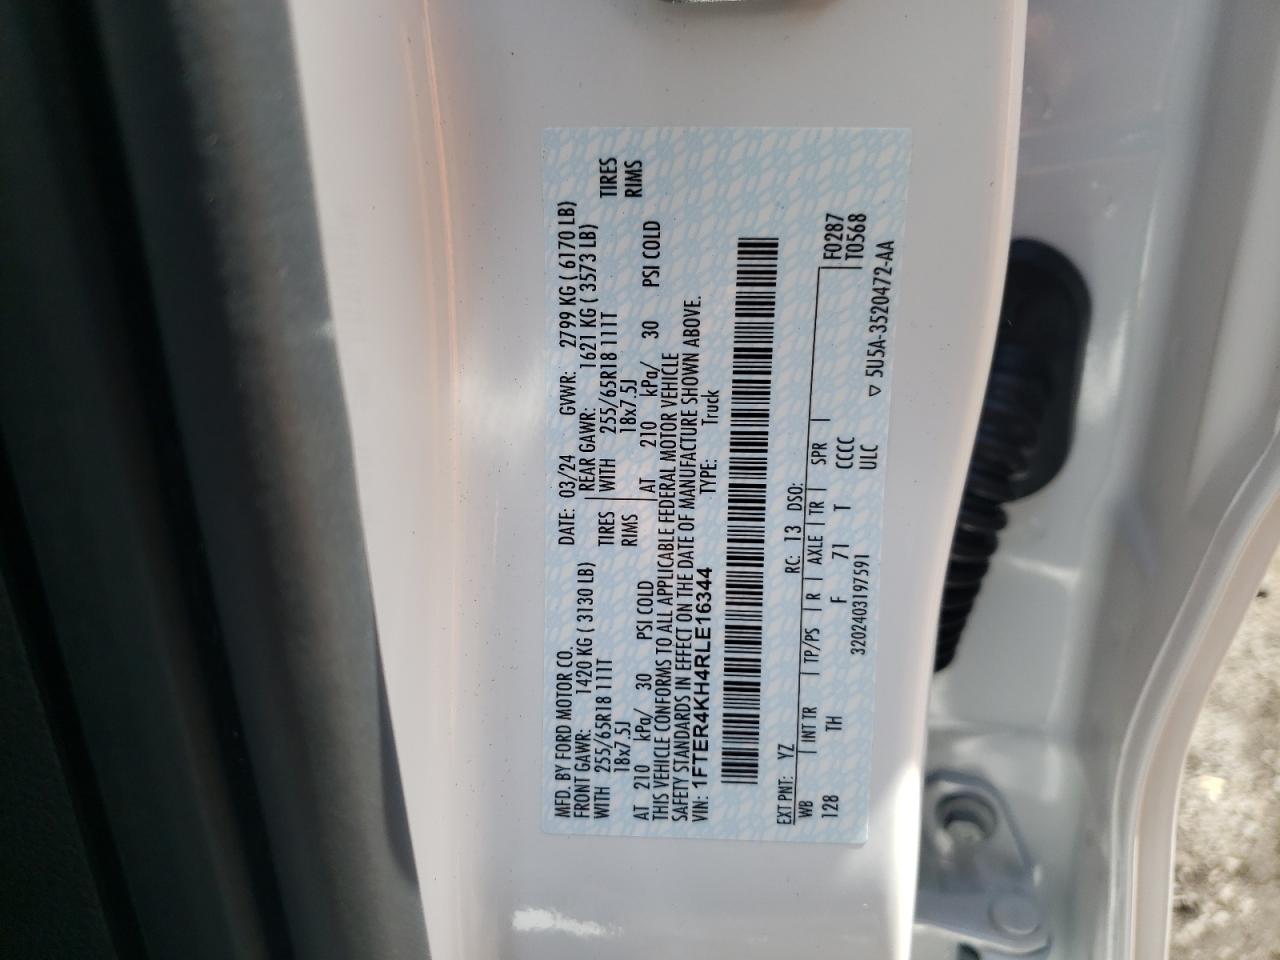 MFD. BY FORD MOTOR CO.
DATE: 03/24 GVWR: 2799 KG ( 6170 LB)
FRONT GAWR: 1420 KG ( 3130 LB) REAR GAWR: 1621 KG ( 3573 LB)
WITH 255/65R18 111T TIRES WITH 255/65R18 111T TIRES
18x7.5J RIMS 18x7.5J RIMS
AT 210 kPa/ 30 PSI COLD AT 210 kPa/ 30 PSI COLD
THIS VEHICLE CONFORMS TO ALL APPLICABLE FEDERAL MOTOR VEHICLE
SAFETY STANDARDS IN EFFECT ON THE DATE OF MANUFACTURE SHOWN ABOVE.
VIN: 1FTER4KH4RLE16344 TYPE: Truck
EXT PNT: YZ RC: 13 DSO:
WB INT TR TP/PS R AXLE TR SPR F0287
128 TH F 71 T CCCC T0568
3202403197591 ULC
▽ 5U5A-3520472-AA